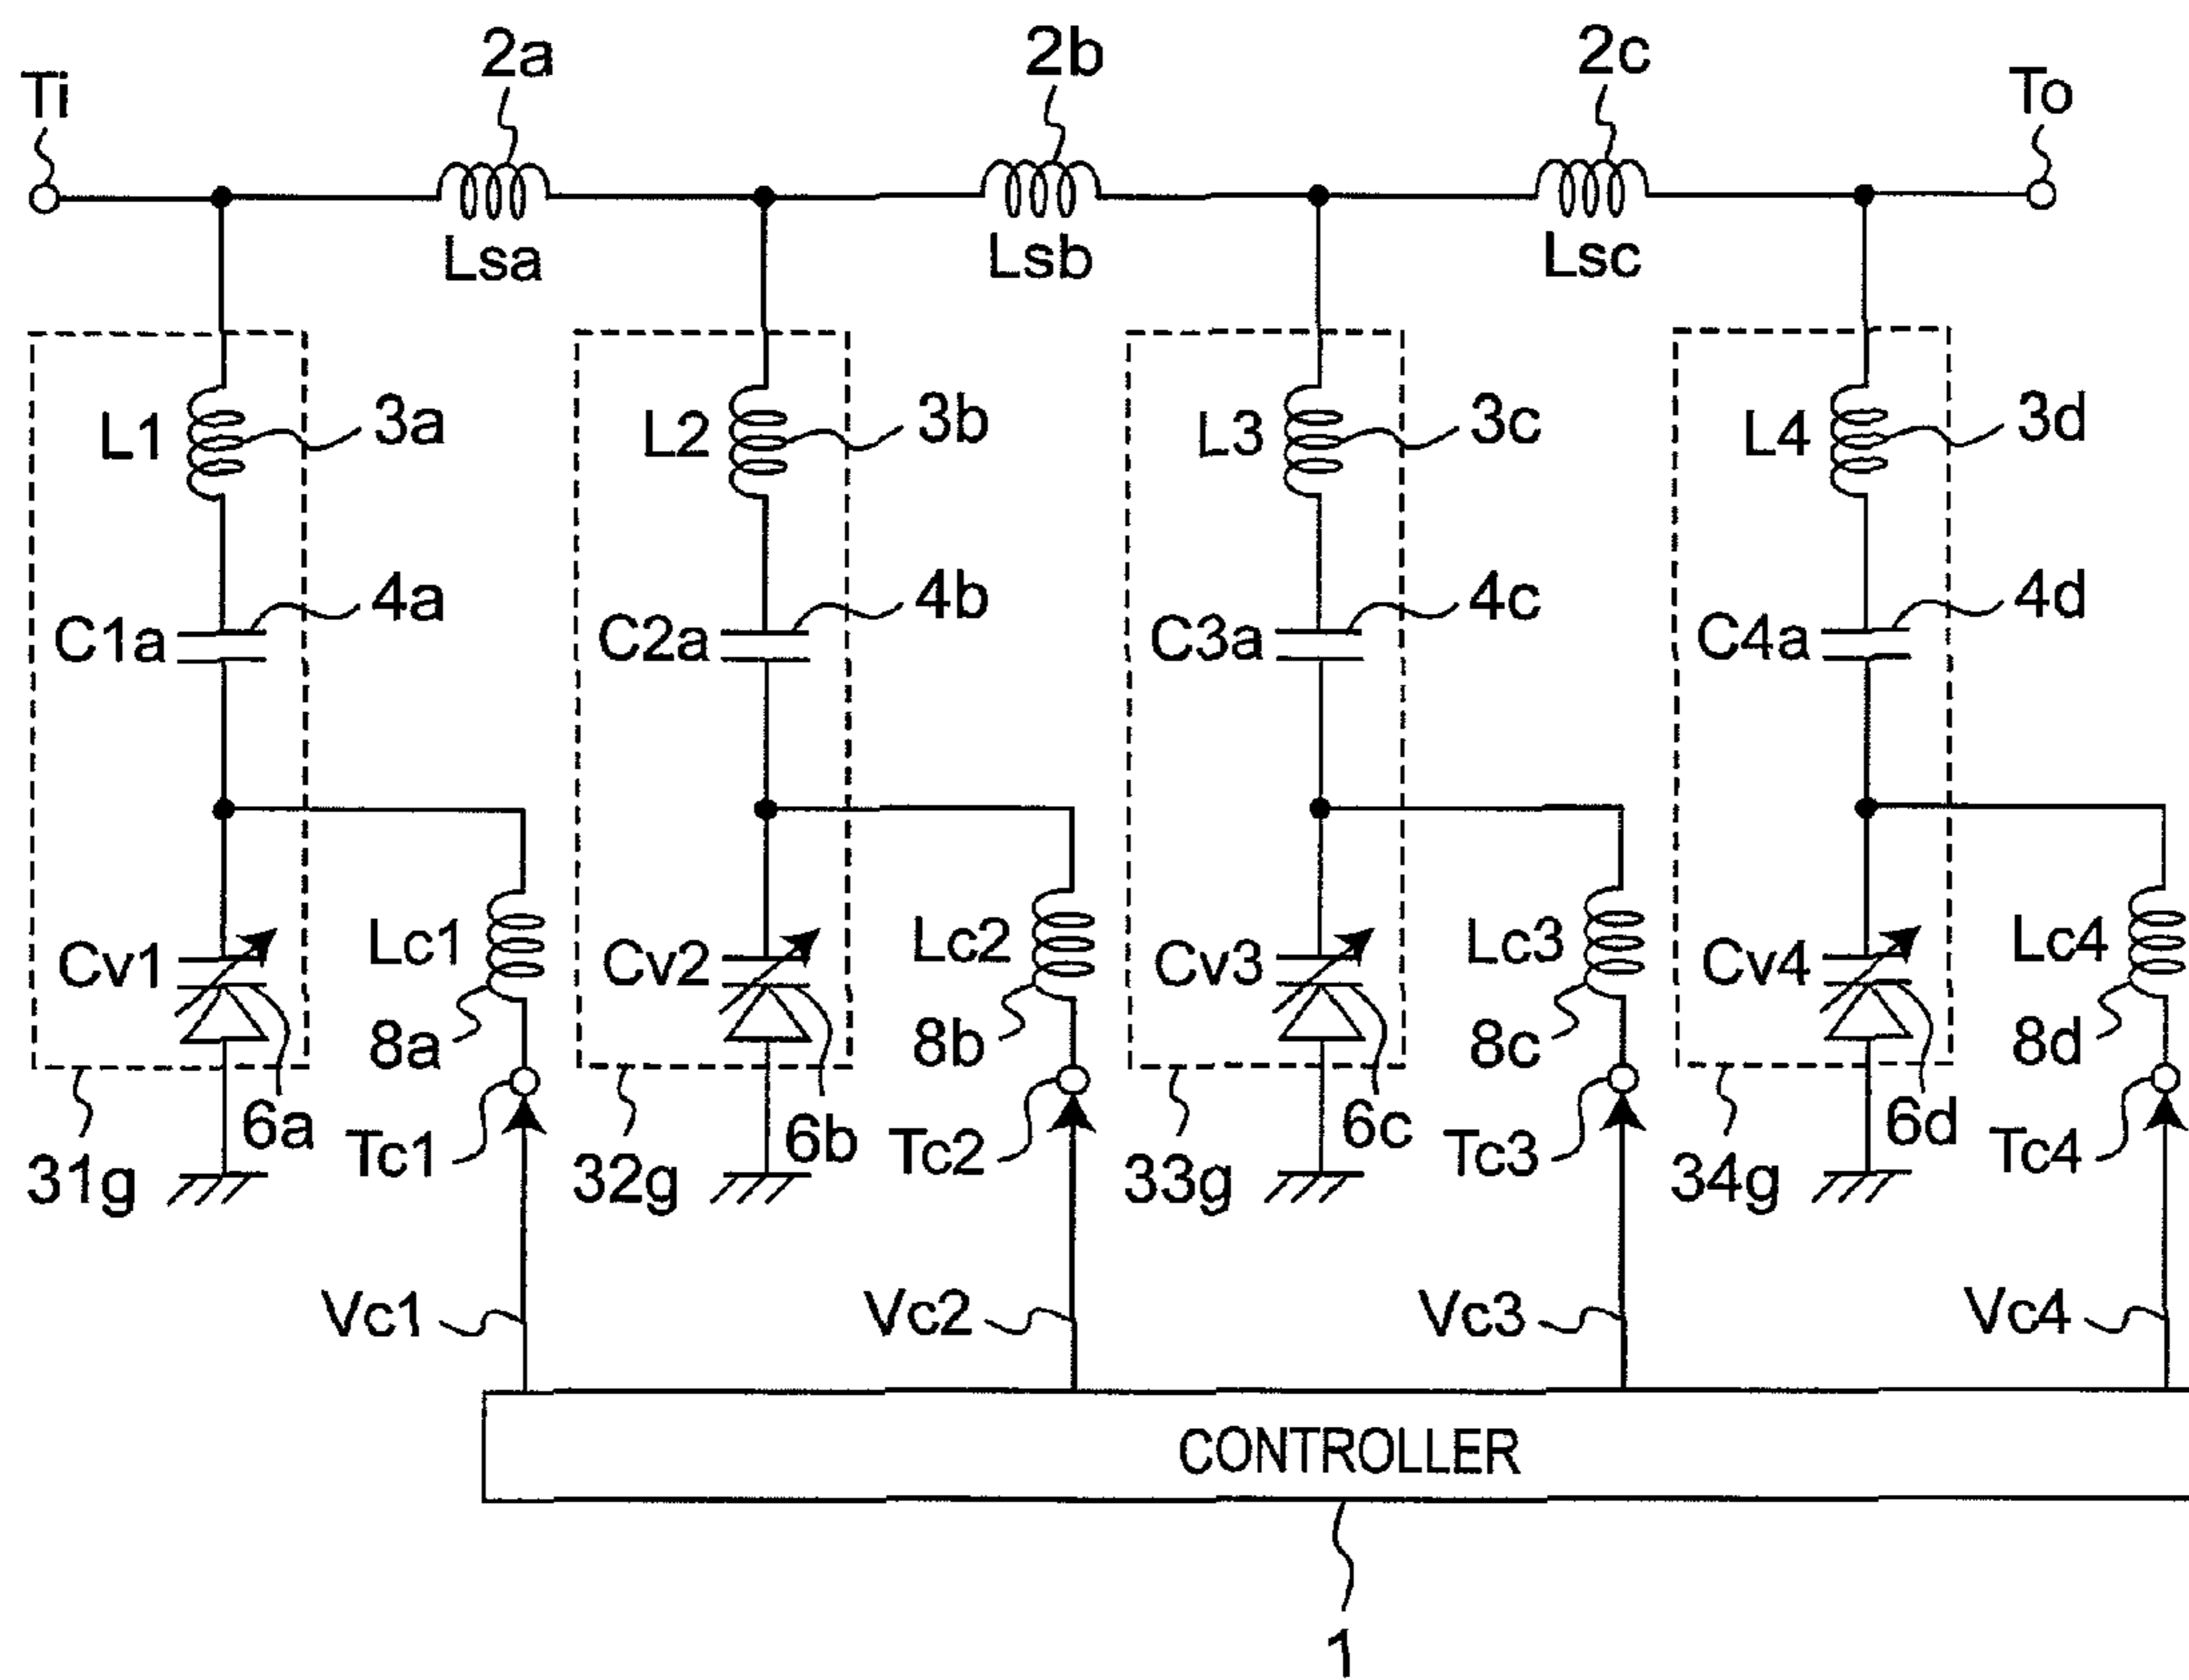 2a 2b 2c
Ti To
Lsa Lsb Lsc
L1 3a L2 3b L3 3c L4 3d
C1a 4a C2a 4b C3a 4c C4a 4d
Cv1 Lc1 Cv2 Lc2 Cv3 Lc3 Cv4 Lc4
8a 8b 8c 8d
6a Tc1 6b Tc2 6c Tc3 6d Tc4
31g 32g 33g 34g
Vc1 Vc2 Vc3 Vc4
CONTROLLER
1